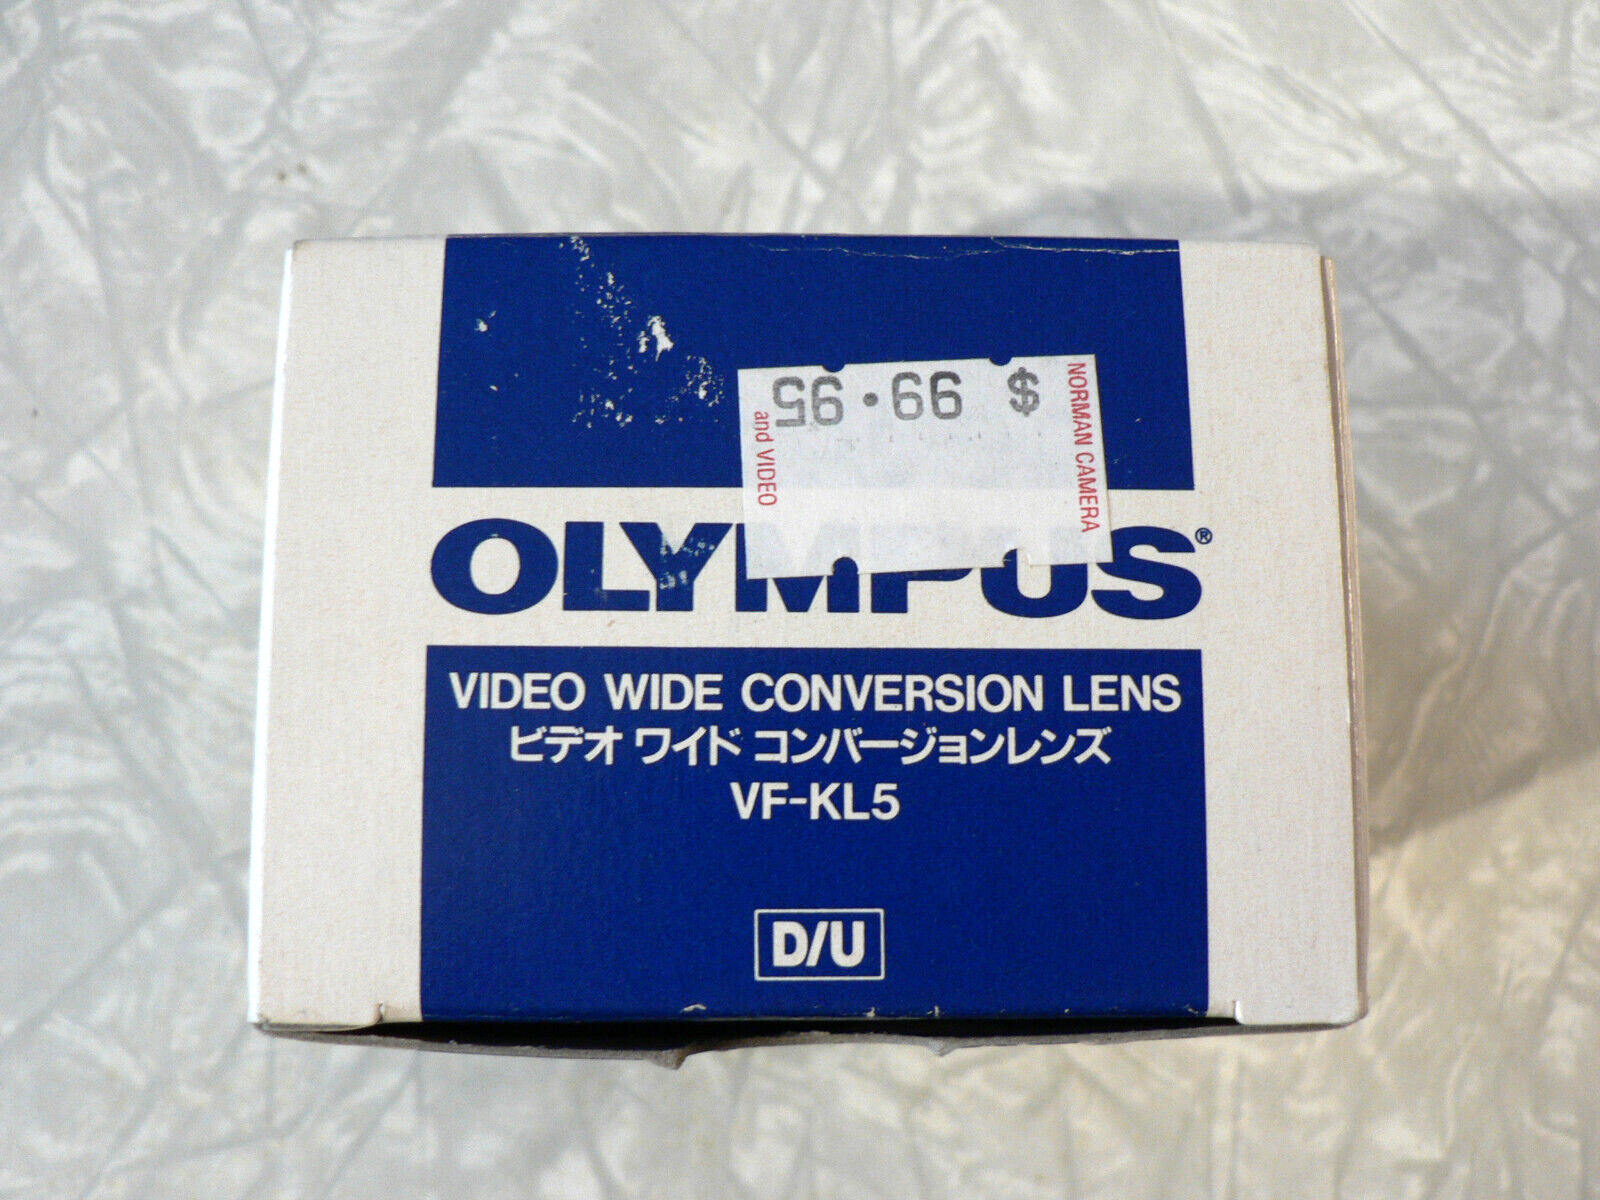 $ 99.95
NORMAN CAMERA
and VIDEO
OLYMPUS®
VIDEO WIDE CONVERSION LENS
ビデオ ワイド コンバージョンレンズ
VF-KL5
D/U